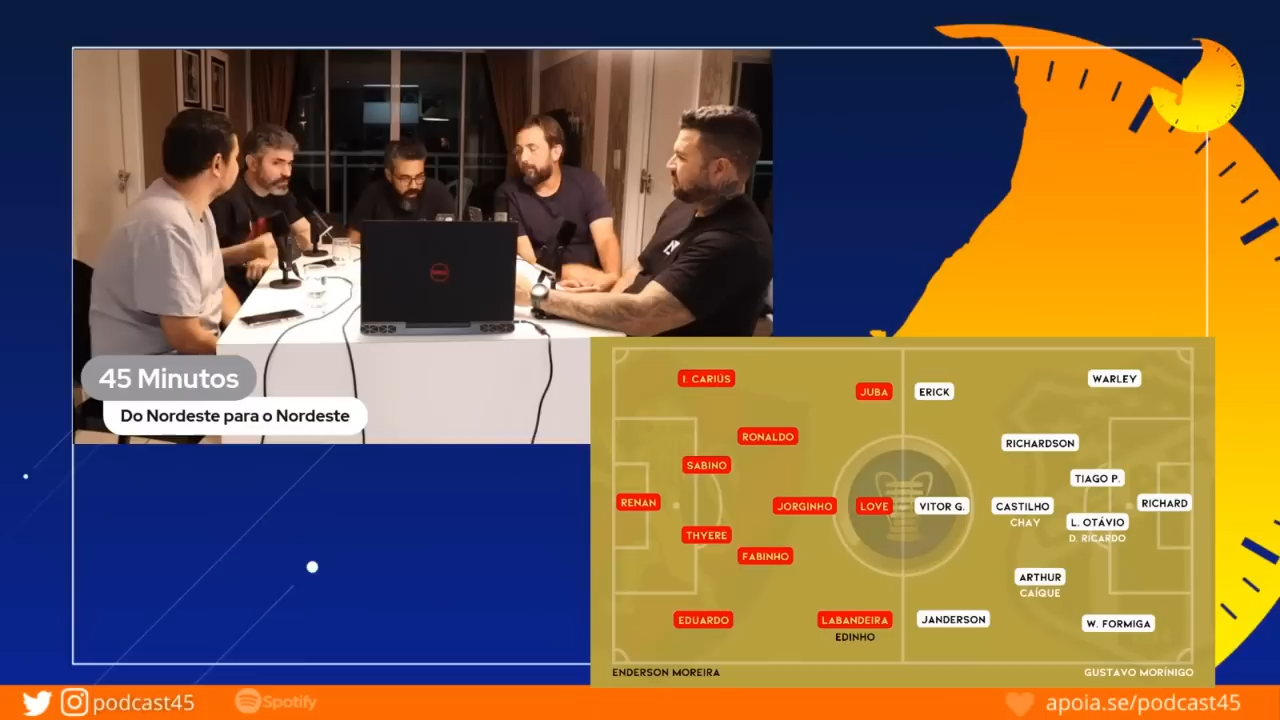 45 Minutos
Do Nordeste para o Nordeste
I. CARIÚS
JUBA
ERICK
WARLEY
RONALDO
RICHARDSON
SABINO
TIAGO P.
RENAN
JORGINHO
LOVE
VITOR G.
CASTILHO
RICHARD
CHAY
L. OTÁVIO
D. RICARDO
THYERE
FABINHO
ARTHUR
CAÍQUE
EDUARDO
LABANDEIRA
JANDERSON
W. FORMIGA
EDINHO
ENDERSON MOREIRA
GUSTAVO MORÍNIGO
podcast45
Spotify
apoia.se/podcast45